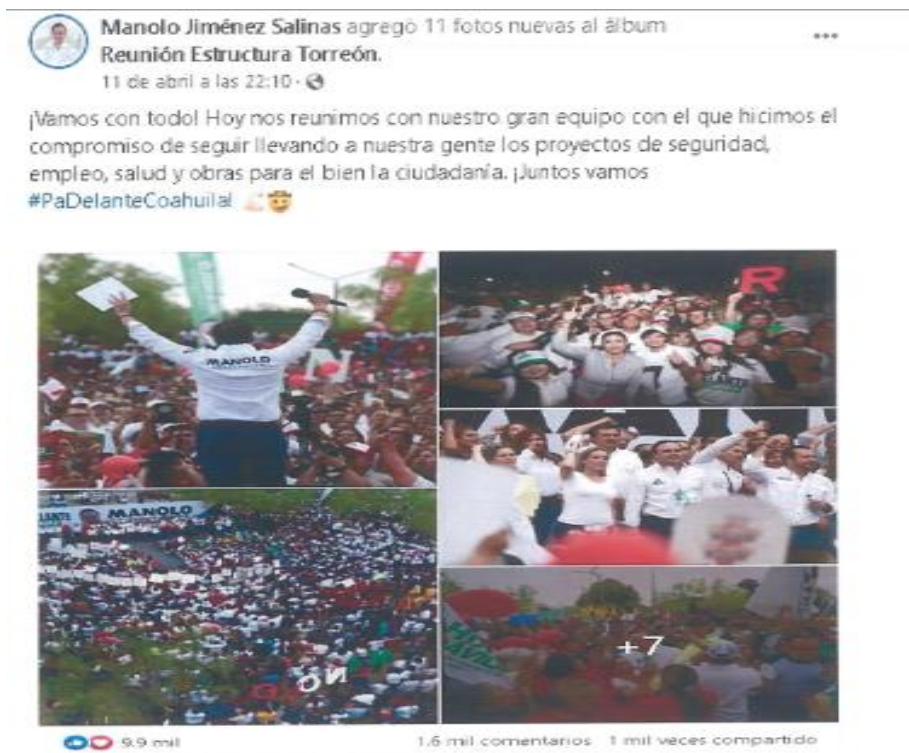 Manolo Jiménez Salinas agregó 11 fotos nuevas al álbum
Reunión Estructura Torreón.
11 de abril a las 22:10 ·
¡Vamos con todo! Hoy nos reunimos con nuestro gran equipo con el que hicimos el
compromiso de seguir llevando a nuestra gente los proyectos de seguridad,
empleo, salud y obras para el bien la ciudadanía. ¡Juntos vamos
#PaDelanteCoahuila!
MANOLO
N
R
MANOLO
NO
+7
9.9 mil
1.6 mil comentarios 1 mil veces compartido